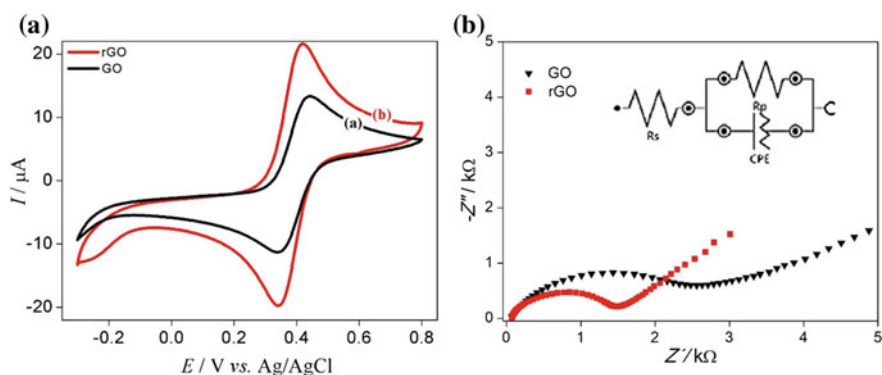 (a)
20
10
0
-10
-20
I / μA
rGO
GO
(b)
(a)
-0.2
0.0
0.2
0.4
0.6
0.8
E / V vs. Ag/AgCl
(b)
-5
4
3
2
1
0
-Z″/ kΩ
GO
rGO
Rs
Rp
CPE
0
1
2
3
4
5
Z′/ kΩ